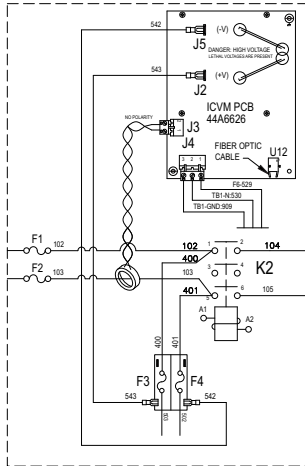 542
J5
(-V)
DANGER: HIGH VOLTAGE
LETHAL VOLTAGES ARE PRESENT
543
J2
(+V)
ICVM PCB
44A6626
NO POLARITY
J3
J4
U12
FIBER OPTIC
CABLE
3 2 1
F6-529
TB1-N:530
TB1-GND:909
F1
102
102
1
2
104
400
F2
103
103
3
4
K2
401
5
6
105
A1
A2
400
401
F3
F4
543
542
503
502